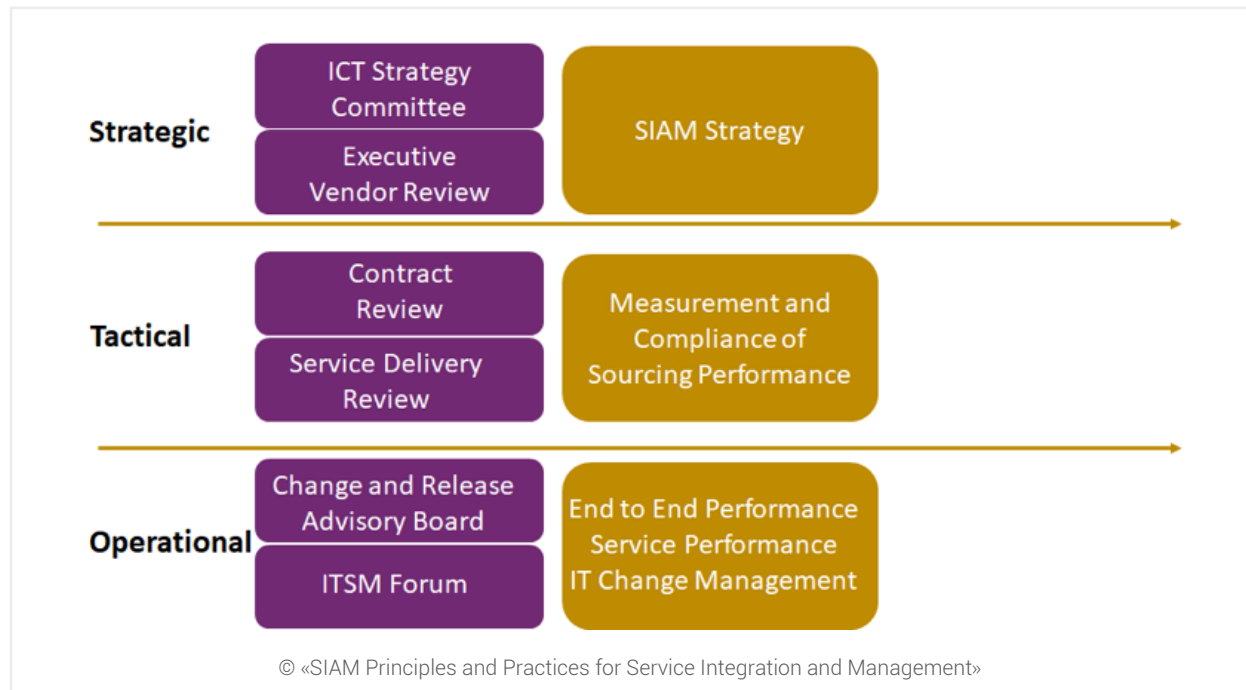 Strategic
ICT Strategy
Committee
Executive
Vendor Review
SIAM Strategy
Tactical
Contract
Review
Service Delivery
Review
Measurement and
Compliance of
Sourcing Performance
Operational
Change and Release
Advisory Board
ITSM Forum
End to End Performance
Service Performance
IT Change Management
© «SIAM Principles and Practices for Service Integration and Management»